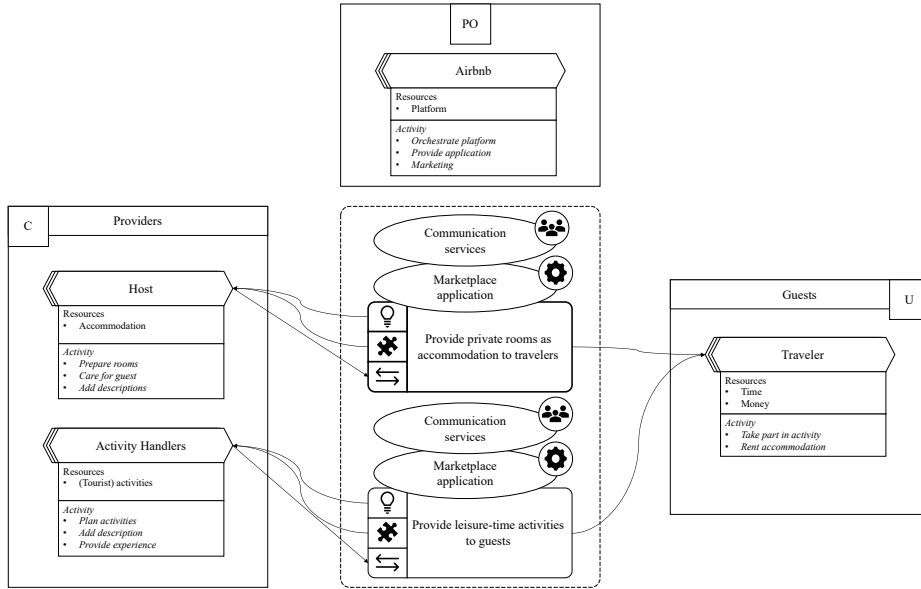 PO
Airbnb
Resources
• Platform
Activity
• Orchestrate platform
• Provide application
• Marketing
C
Providers
Host
Resources
• Accommodation
Activity
• Prepare rooms
• Care for guest
• Add descriptions
Activity Handlers
Resources
• (Tourist) activities
Activity
• Plan activities
• Add description
• Provide experience
Communication
services
Marketplace
application
Provide private rooms as
accommodation to travelers
Communication
services
Marketplace
application
Provide leisure-time activities
to guests
Guests
U
Traveler
Resources
• Time
• Money
Activity
• Take part in activity
• Rent accommodation